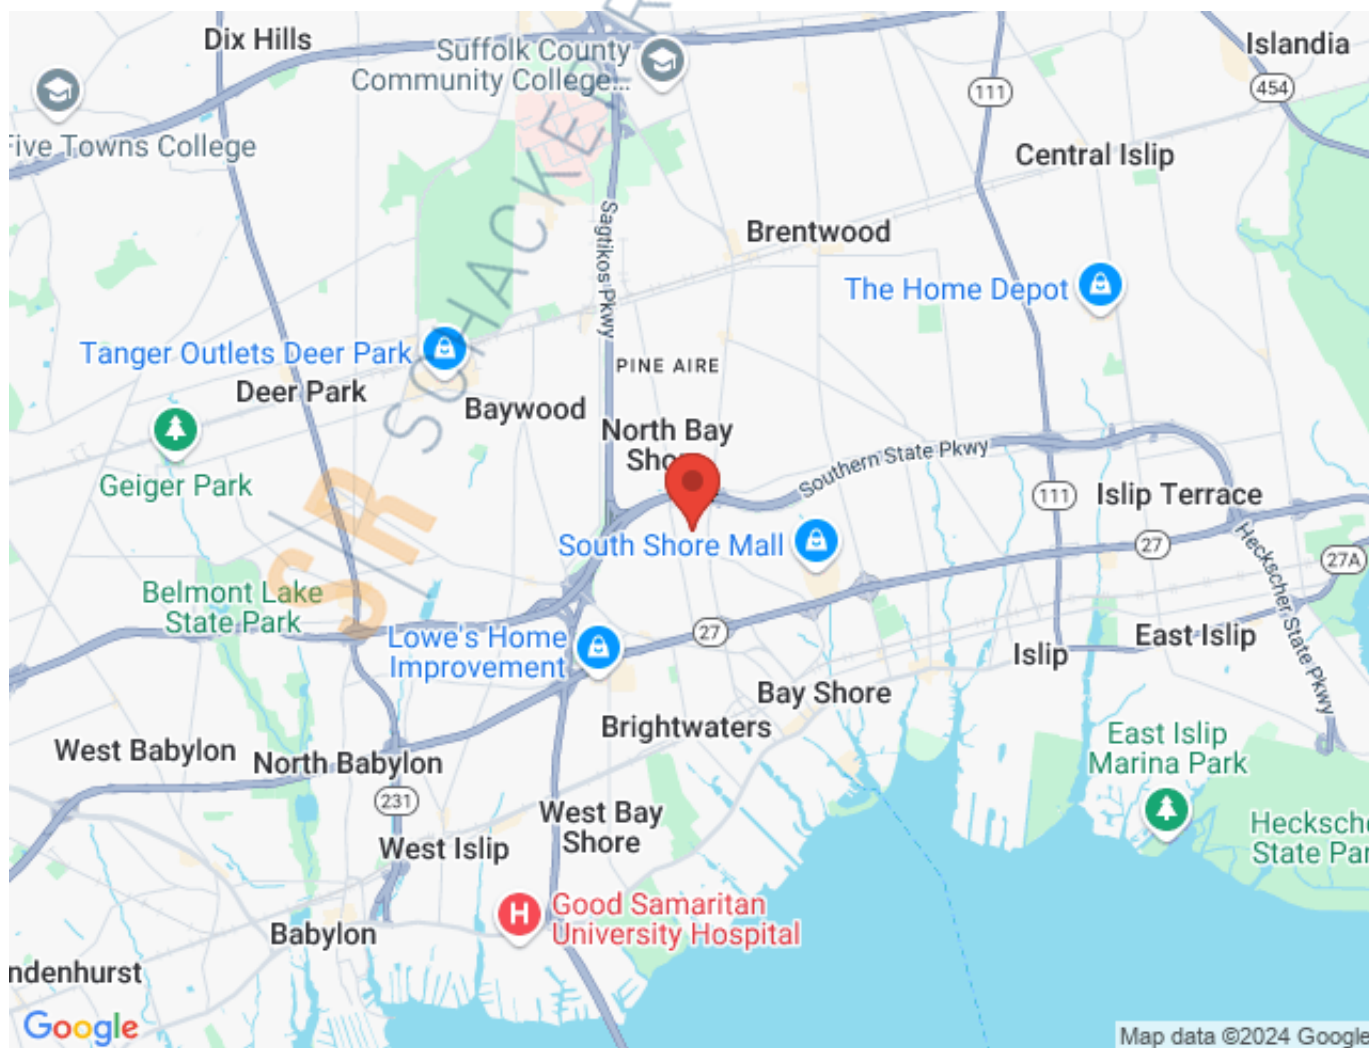 Dix Hills
Suffolk County
Community College...
Islandia
111
454
Five Towns College
Central Islip
Sagtikos Pkwy
Brentwood
The Home Depot
Tanger Outlets Deer Park
PINE AIRE
Deer Park
Baywood
North Bay
Southern State Pkwy
Geiger Park
111
Islip Terrace
South Shore Mall
27
Heckscher State Pkwy
27A
Belmont Lake
State Park
Lowe's Home
Improvement
27
East Islip
Islip
Bay Shore
Brightwaters
West Babylon
North Babylon
East Islip
Marina Park
231
West Bay
Shore
West Islip
Hecksche
State Par
H
Good Samaritan
University Hospital
Babylon
ndenhurst
Google
Map data ©2024 Google
SIR